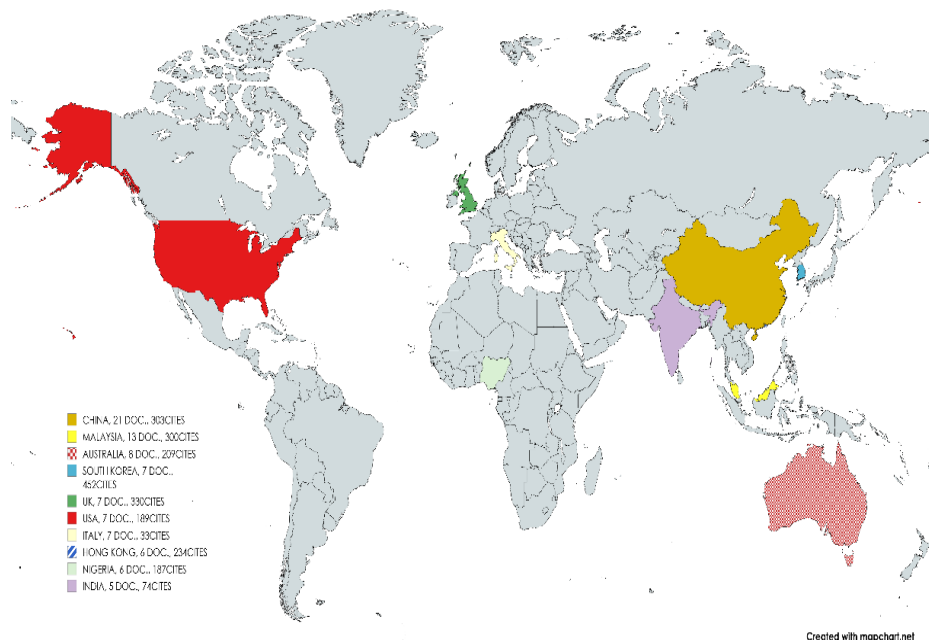 CHINA, 21 DOC., 303CITES
MALAYSIA, 13 DOC., 300CITES
AUSTRALIA, 8 DOC., 209CITES
SOUTH KOREA, 7 DOC.,
452CITES
UK, 7 DOC., 330CITES
USA, 7 DOC., 189CITES
ITALY, 7 DOC., 33CITES
HONG KONG, 6 DOC., 234CITES
NIGERIA, 6 DOC., 187CITES
INDIA, 5 DOC., 74CITES
Created with mapchart.net